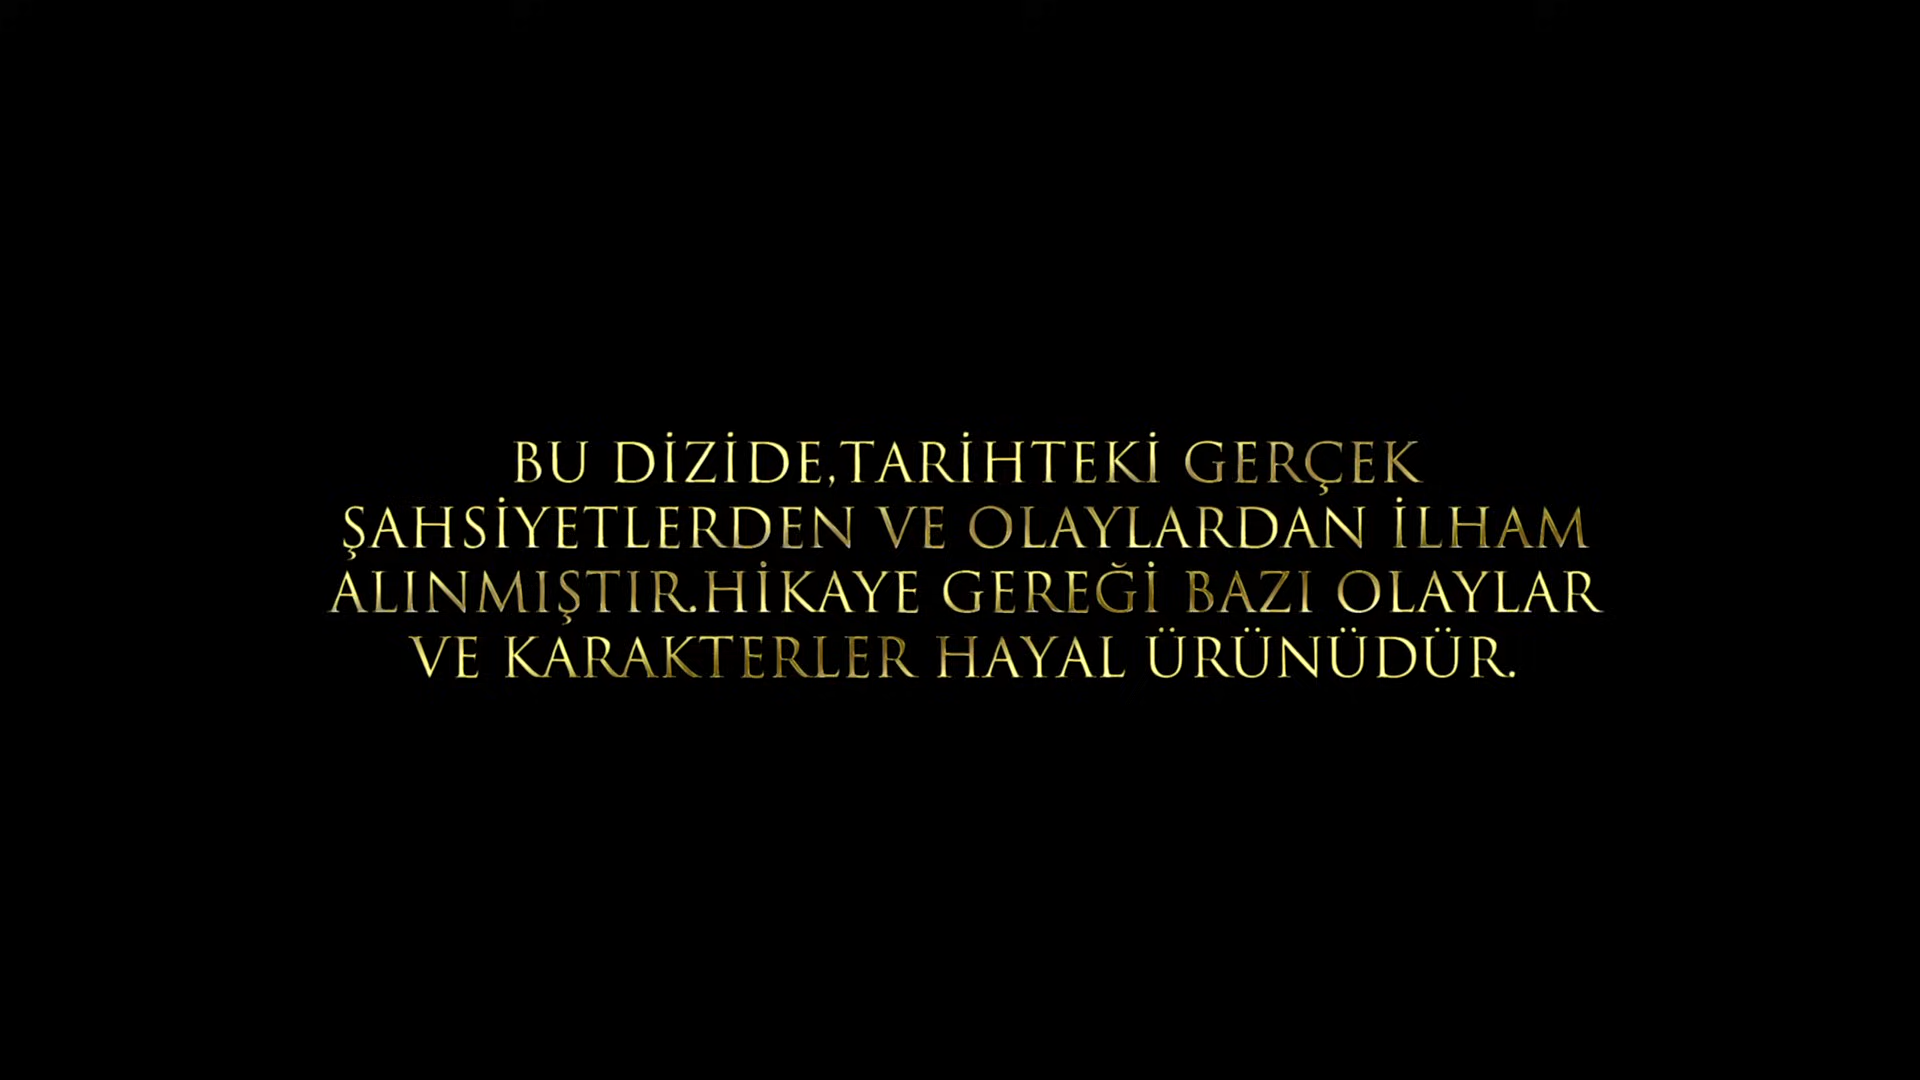 BU DİZİDE,TARİHTEKİ GERÇEK
ŞAHSİYETLERDEN VE OLAYLARDAN İLHAM
ALINMIŞTIR.HİKAYE GEREĞİ BAZI OLAYLAR
VE KARAKTERLER HAYAL ÜRÜNÜDÜR.